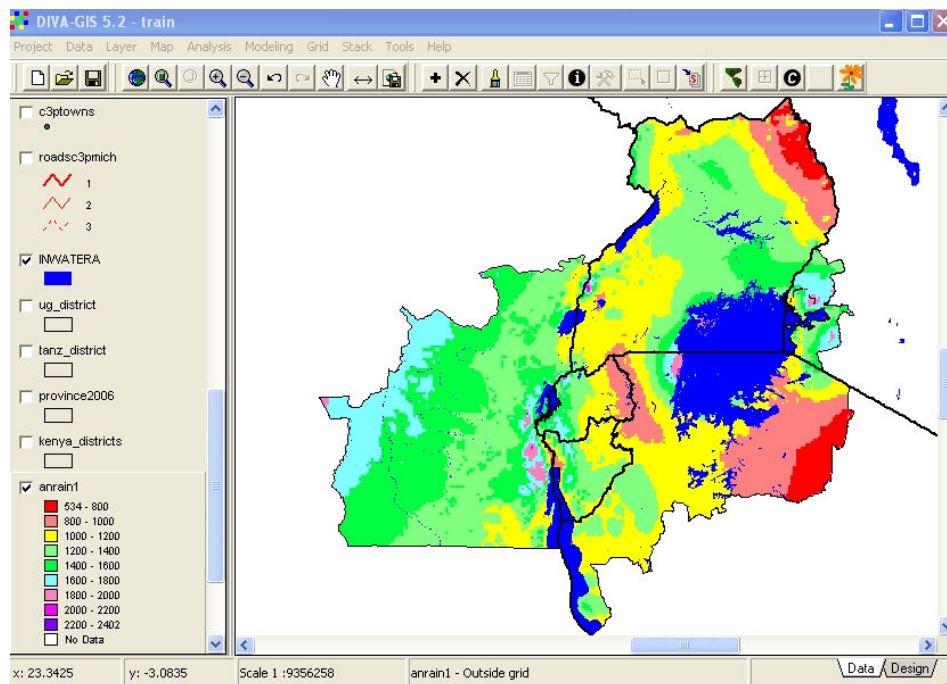 DIVA-GIS 5.2 - train
Project Data Layer Map Analysis Modeling Grid Stack Tools Help
c3ptowns
roadsc3pmich
1
2
3
INWATERA
ug_district
tanz_district
province2006
kenya_districts
anrain1
534 - 800
800 - 1000
1000 - 1200
1200 - 1400
1400 - 1600
1600 - 1800
1800 - 2000
2000 - 2200
2200 - 2402
No Data
x: 23.3425 y: -3.0835 Scale 1 :9356258 anrain1 - Outside grid Data Design